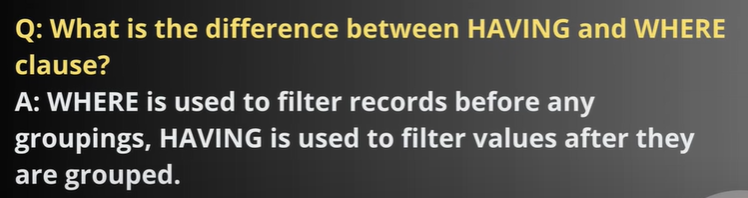 Q: What is the difference between HAVING and WHERE
clause?
A: WHERE is used to filter records before any
groupings, HAVING is used to filter values after they
are grouped.